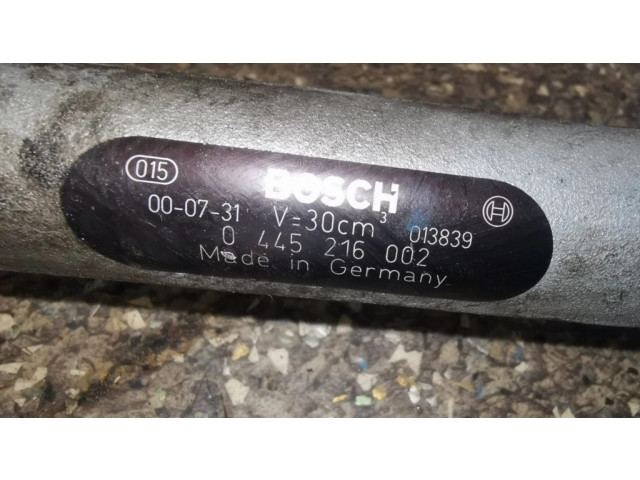 015 BOSCH
00-07-31 V=30cm³ 013839
0 445 216 002
Made in Germany